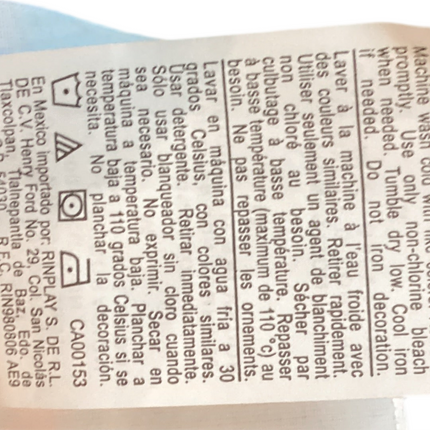 Machine wash cold with like
promptly. Use only non-chlorine bleach
when needed. Tumble dry low. Cool iron
if needed. Do not iron decoration.
Laver à la machine à l'eau froide avec
des couleurs similaires. Retirer rapidement.
Utiliser seulement un agent de blanchiment
non chloré au besoin. Sécher par
culbutage à basse température. Repasser
à basse température (maximum de 110 °c) au
besoin. Ne pas repasser les ornements.
Lavar en máquina con agua fría a 30
grados Celsius, con colores similares.
Usar detergente. Retirar inmediatamente.
Sólo usar blanqueador sin cloro cuando
sea necesario. No exprimir. Secar en
máquina a temperatura baja. Planchar a
temperatura baja a 110 grados Celsius si se
necesita. No planchar la decoración.
CA00153
En Mexico importado por: RINPLAY S. DE R.L.
DE C.V. Henry Ford No. 29, Col. San Nicolás
Tlaxcolpan, Tlalnepantla de Baz, Edo. de
R.F.C. RIN980806 AE9